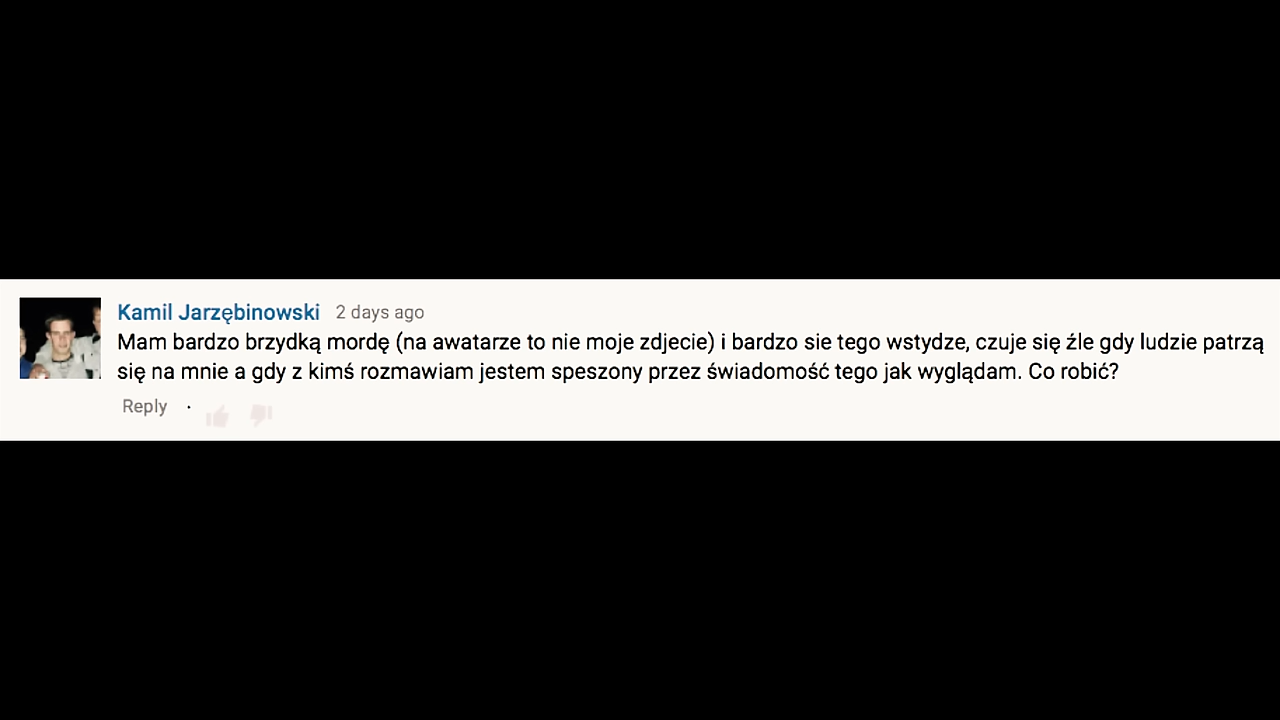 Kamil Jarzębinowski 2 days ago
Mam bardzo brzydką mordę (na awatarze to nie moje zdjecie) i bardzo sie tego wstydze, czuje się źle gdy ludzie patrzą
się na mnie a gdy z kimś rozmawiam jestem speszony przez świadomość tego jak wyglądam. Co robić?
Reply ·